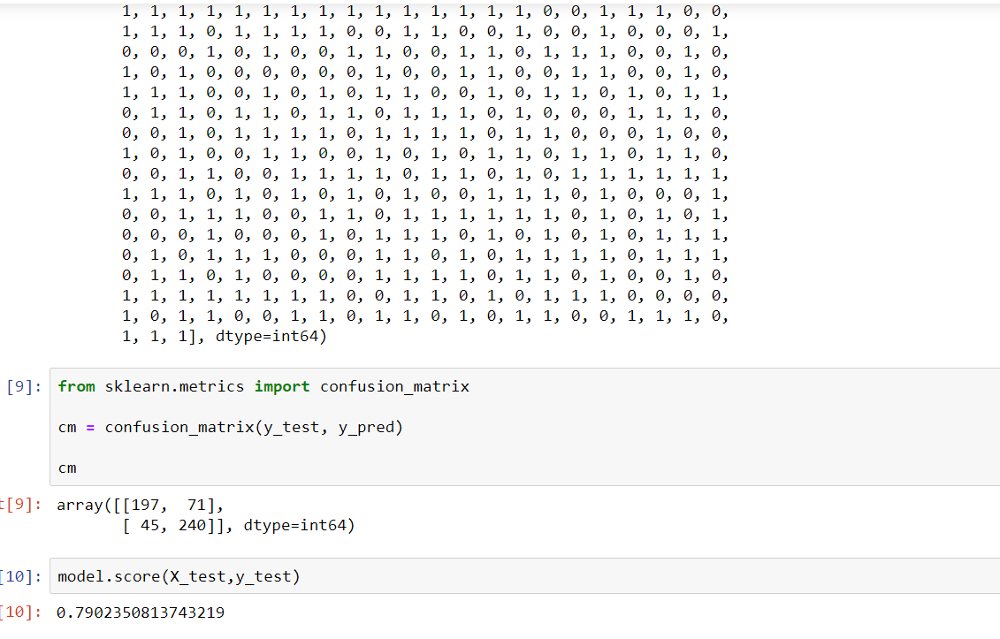 1, 1, 1, 1, 1, 1, 1, 1, 1, 1, 1, 1, 1, 1, 1, 0, 0, 1, 1, 1, 0, 0,
1, 1, 1, 0, 1, 1, 1, 1, 0, 0, 1, 1, 0, 0, 1, 0, 0, 1, 0, 0, 0, 1,
0, 0, 0, 1, 0, 1, 0, 0, 1, 1, 0, 0, 1, 1, 0, 1, 1, 1, 0, 0, 1, 0,
1, 0, 1, 0, 0, 0, 0, 0, 0, 1, 0, 0, 1, 1, 0, 0, 1, 1, 0, 0, 1, 0,
1, 1, 1, 0, 0, 1, 0, 1, 0, 1, 1, 0, 0, 1, 0, 1, 1, 0, 1, 0, 1, 1,
0, 1, 1, 0, 1, 1, 0, 1, 1, 0, 1, 1, 1, 0, 1, 0, 0, 0, 1, 1, 1, 0,
0, 0, 1, 0, 1, 1, 1, 1, 0, 1, 1, 1, 1, 0, 1, 1, 0, 0, 0, 1, 0, 0,
1, 0, 1, 0, 0, 1, 1, 0, 0, 1, 0, 1, 0, 1, 1, 0, 1, 1, 0, 1, 1, 0,
0, 0, 1, 1, 0, 0, 1, 1, 1, 1, 0, 1, 1, 0, 1, 0, 1, 1, 1, 1, 1, 1,
1, 1, 1, 0, 1, 0, 1, 0, 1, 0, 1, 0, 0, 1, 1, 1, 0, 1, 0, 0, 0, 1,
0, 0, 1, 1, 1, 0, 0, 1, 1, 0, 1, 1, 1, 1, 1, 1, 0, 1, 0, 1, 0, 1,
0, 0, 0, 1, 0, 0, 0, 1, 0, 1, 1, 1, 0, 1, 0, 1, 0, 1, 0, 1, 1, 1,
0, 1, 0, 1, 1, 1, 0, 0, 0, 1, 1, 0, 1, 0, 1, 1, 1, 1, 0, 1, 1, 1,
0, 1, 1, 0, 1, 0, 0, 0, 0, 1, 1, 1, 1, 0, 1, 1, 0, 1, 0, 0, 1, 0,
1, 1, 1, 1, 1, 1, 1, 1, 0, 0, 1, 1, 0, 1, 0, 1, 1, 1, 0, 0, 0, 0,
1, 0, 1, 1, 0, 0, 1, 1, 0, 1, 1, 0, 1, 0, 1, 1, 0, 0, 1, 1, 1, 0,
1, 1, 1], dtype=int64)
[9]: from sklearn.metrics import confusion_matrix
cm = confusion_matrix(y_test, y_pred)
cm
t[9]: array([[197, 71],
[ 45, 240]], dtype=int64)
[10]: model.score(X_test,y_test)
[10]: 0.7902350813743219